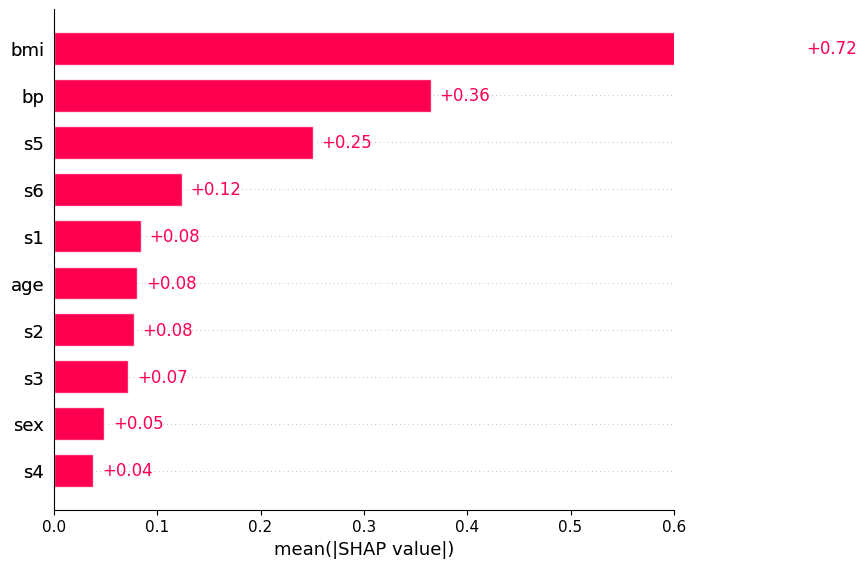 bmi +0.72
bp +0.36
s5 +0.25
s6 +0.12
s1 +0.08
age +0.08
s2 +0.08
s3 +0.07
sex +0.05
s4 +0.04
0.0 0.1 0.2 0.3 0.4 0.5 0.6
mean(|SHAP value|)